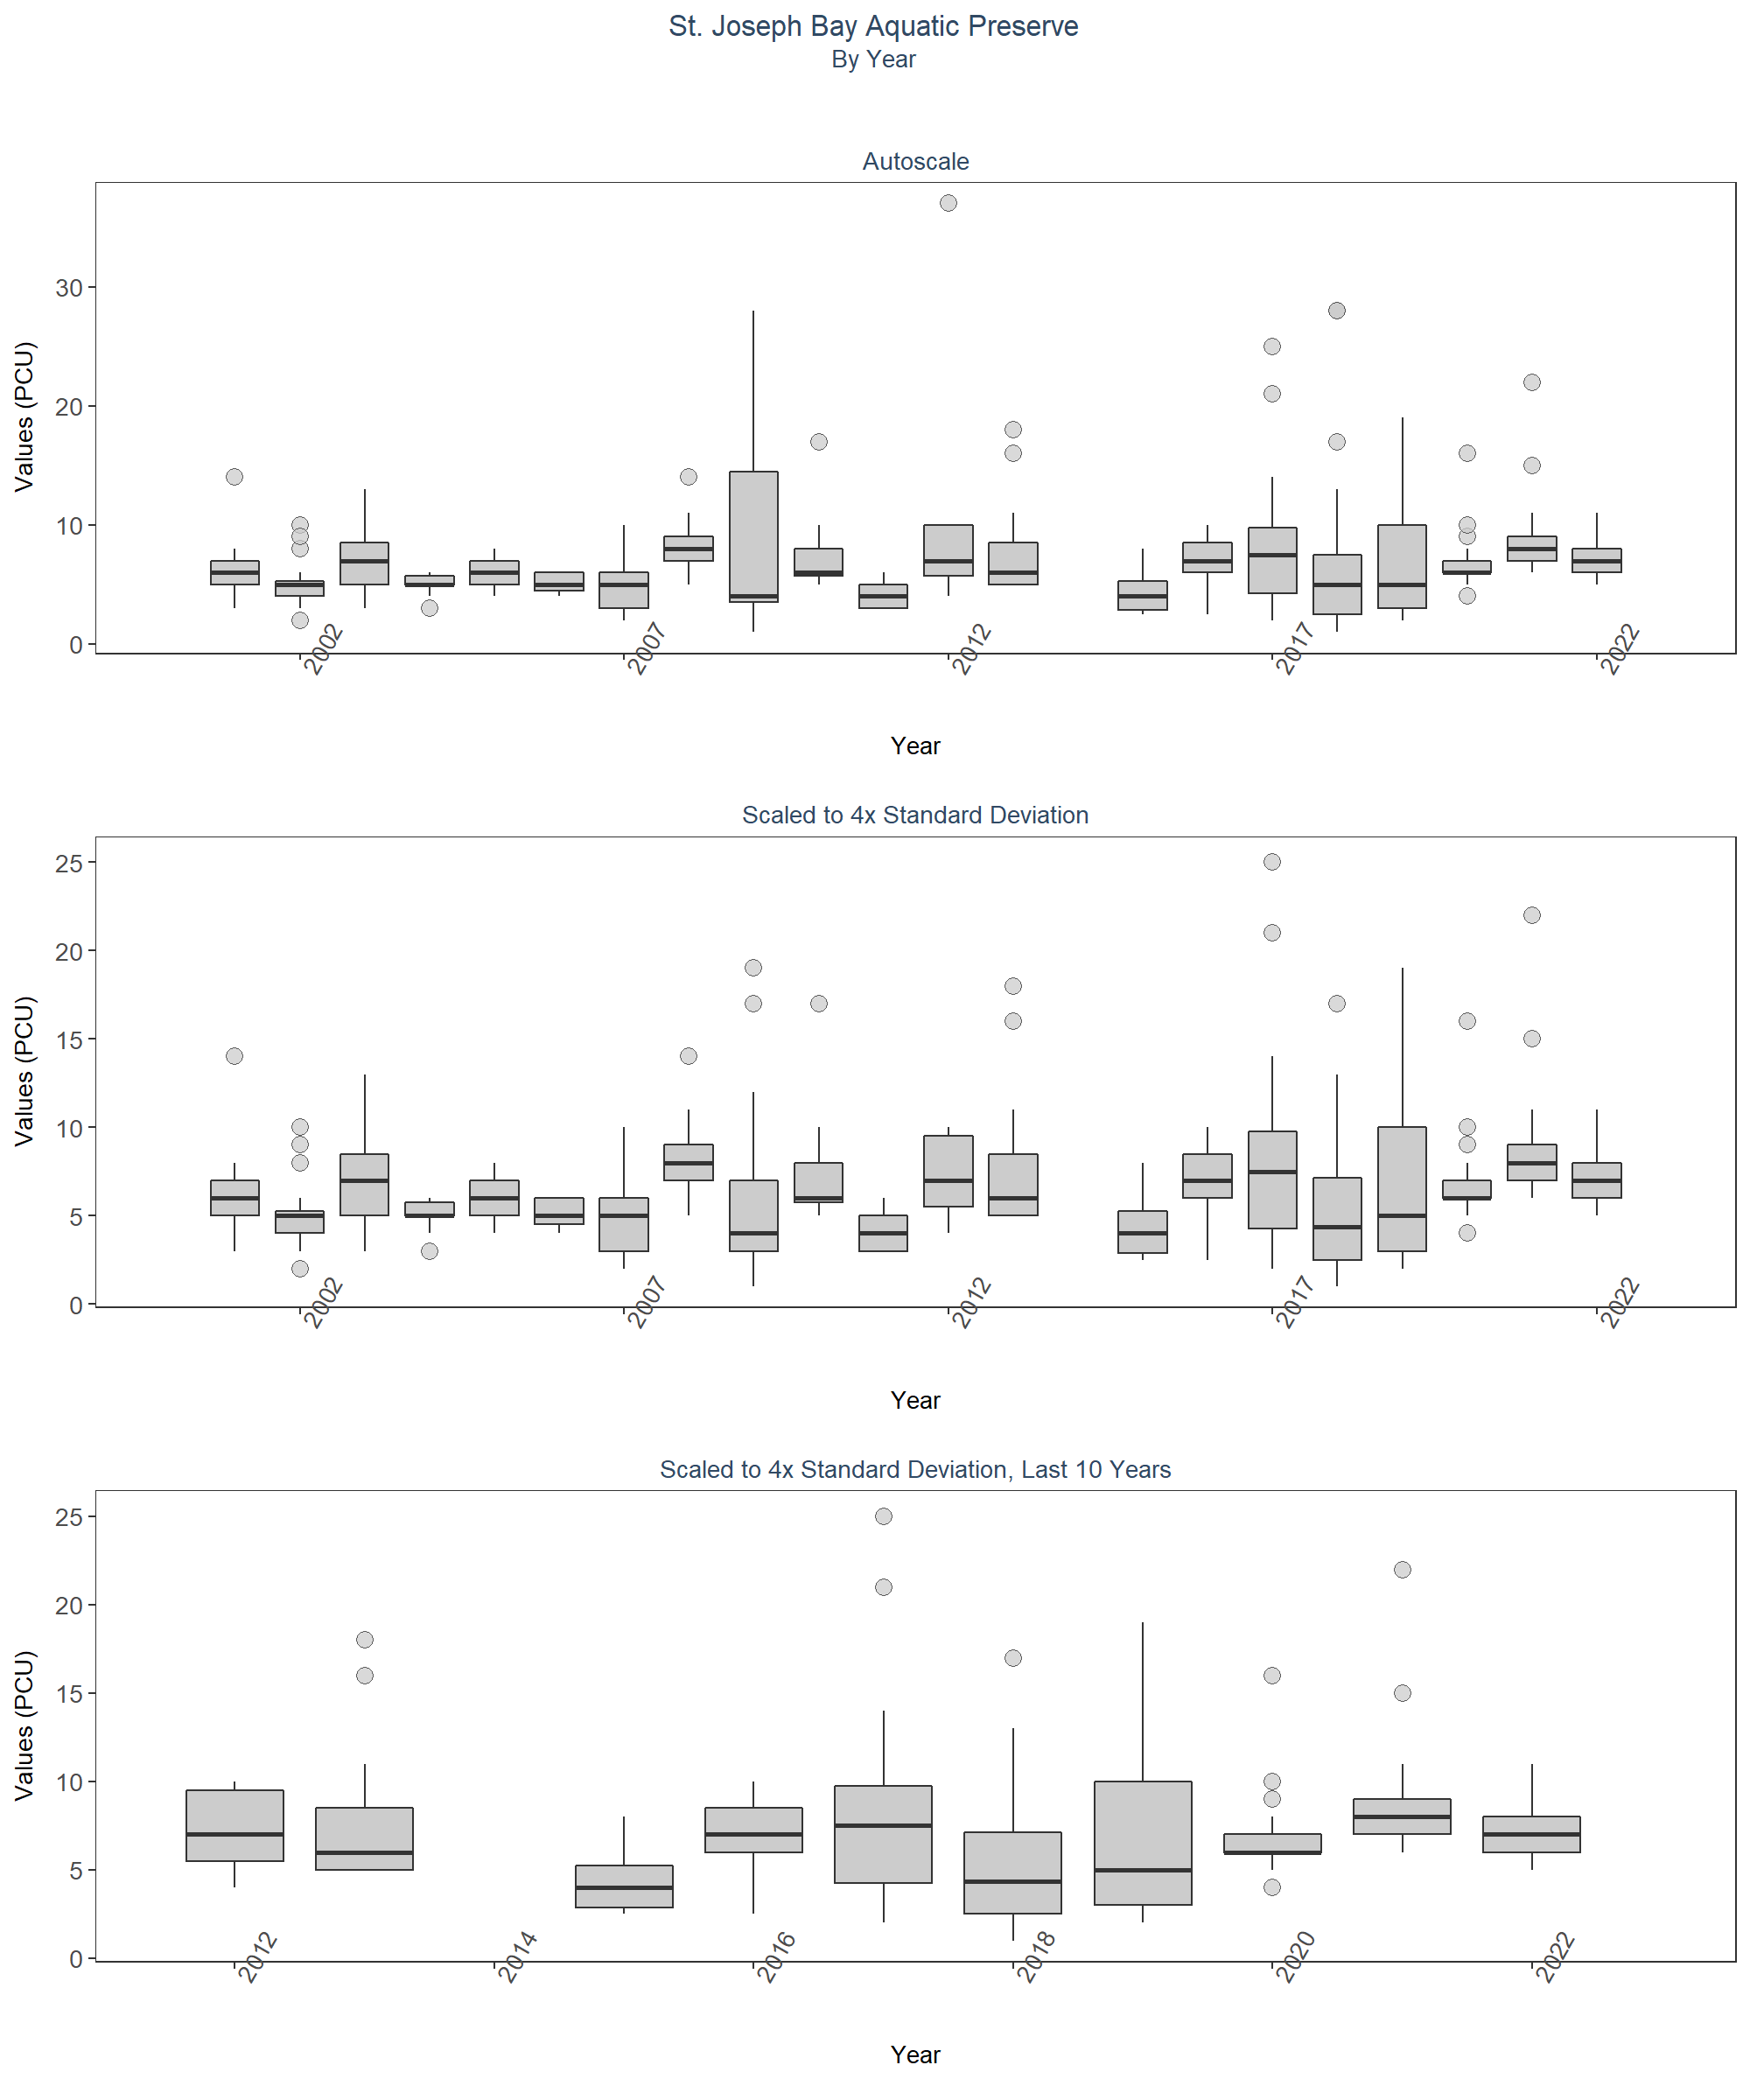 St. Joseph Bay Aquatic Preserve
By Year
Autoscale
Values (PCU)
30
20
10
0
2002 2007 2012 2017 2022
Year
Scaled to 4x Standard Deviation
Values (PCU)
25
20
15
10
5
0
2002 2007 2012 2017 2022
Year
Scaled to 4x Standard Deviation, Last 10 Years
Values (PCU)
25
20
15
10
5
0
2012 2014 2016 2018 2020 2022
Year